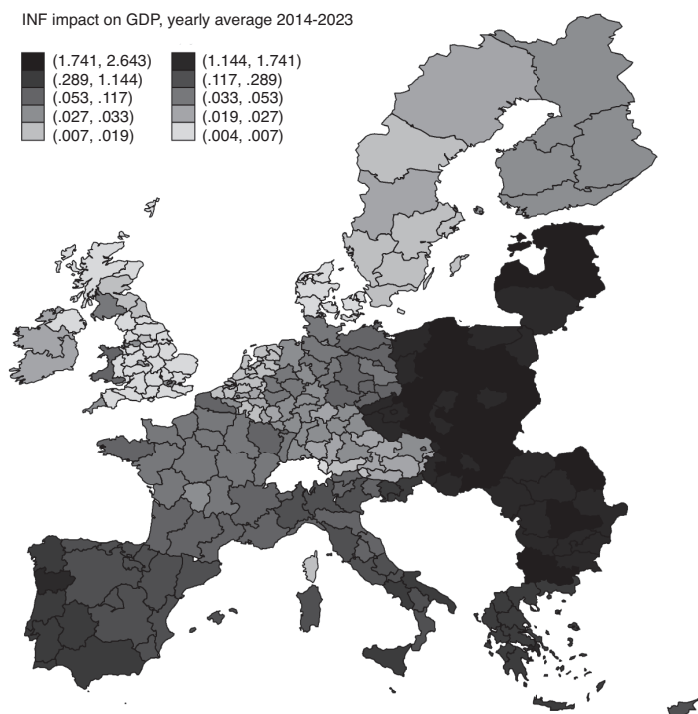 INF impact on GDP, yearly average 2014-2023
(1.741, 2.643) (1.144, 1.741)
(.289, 1.144) (.117, .289)
(.053, .117) (.033, .053)
(.027, .033) (.019, .027)
(.007, .019) (.004, .007)